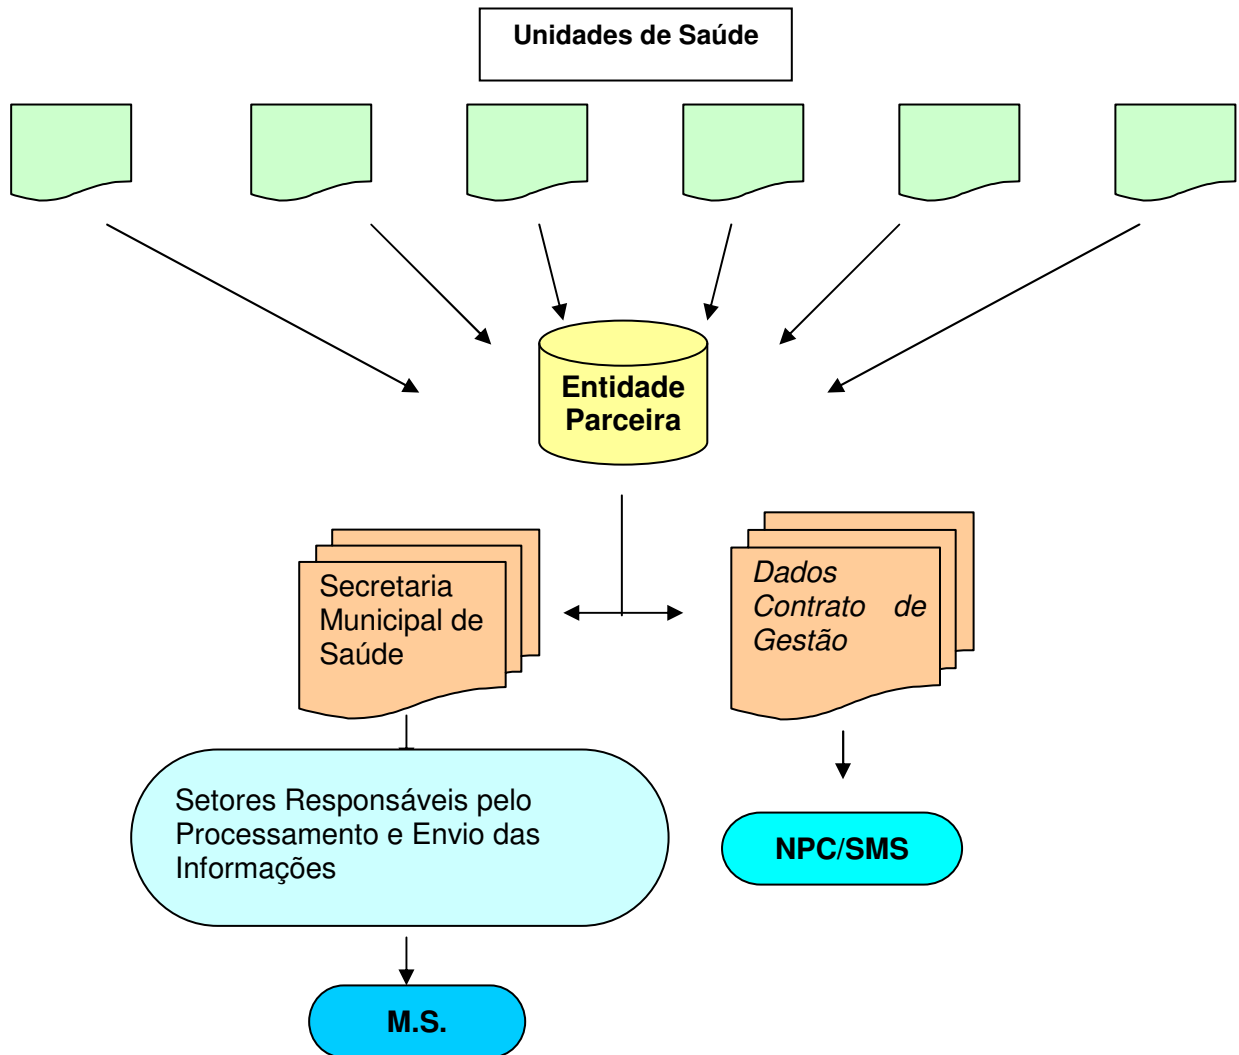 Unidades de Saúde
Entidade
Parceira
Secretaria
Municipal de
Saúde
Dados
Contrato de
Gestão
Setores Responsáveis pelo
Processamento e Envio das
Informações
NPC/SMS
M.S.